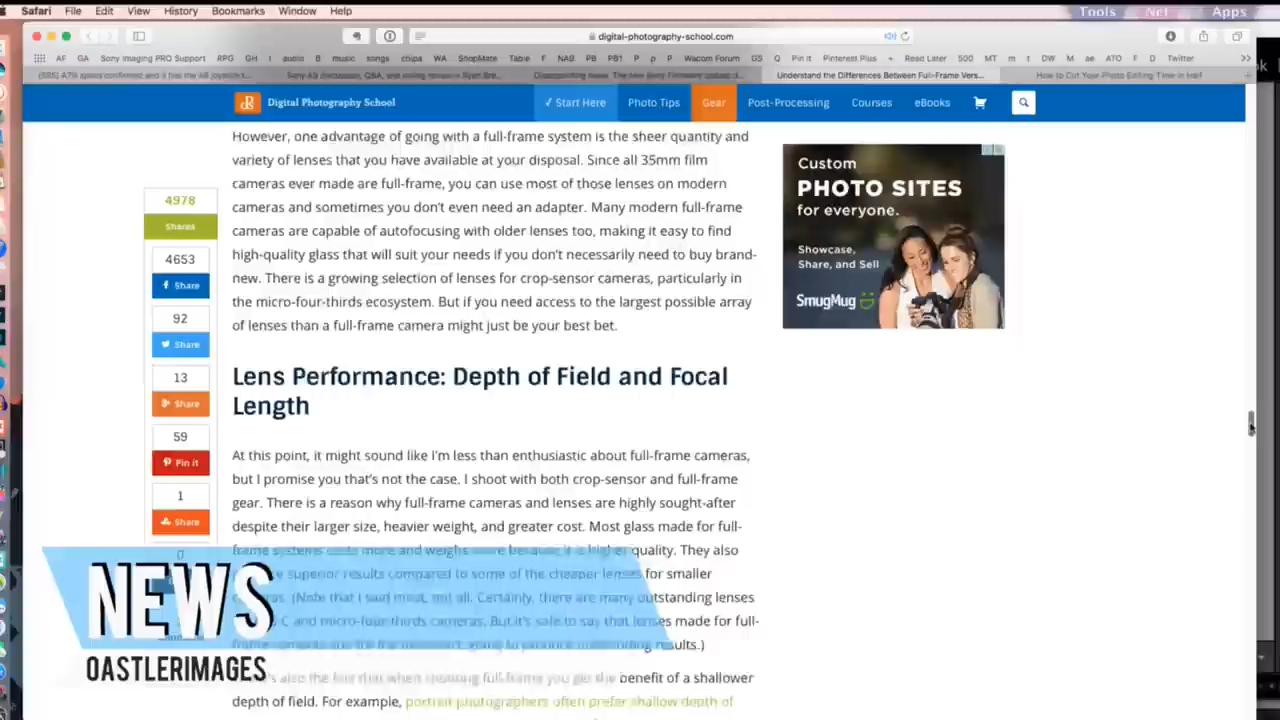 Safari File Edit View History Bookmarks Window Help
Tools Net Apps
digital-photography-school.com
AF GA Sony Imaging PRO Support RPG GH audio B music songs chips WA ShopMate Table F NAB PB PB1 P p P Wacom Forum GS Q Pin it Pinterest Plus + Read Later 500 MT m t DW M ae ATO F D Twitter
Understand the Differences Between Full-Frame Vers...
How to Cut Your Photo Editing Time in Half
Digital Photography School
✓ Start Here Photo Tips Gear Post-Processing Courses eBooks
However, one advantage of going with a full-frame system is the sheer quantity and
variety of lenses that you have available at your disposal. Since all 35mm film
cameras ever made are full-frame, you can use most of those lenses on modern
cameras and sometimes you don't even need an adapter. Many modern full-frame
cameras are capable of autofocusing with older lenses too, making it easy to find
high-quality glass that will suit your needs if you don't necessarily need to buy brand-
new. There is a growing selection of lenses for crop-sensor cameras, particularly in
the micro-four-thirds ecosystem. But if you need access to the largest possible array
of lenses than a full-frame camera might just be your best bet.
Lens Performance: Depth of Field and Focal
Length
At this point, it might sound like I'm less than enthusiastic about full-frame cameras,
but I promise you that's not the case. I shoot with both crop-sensor and full-frame
gear. There is a reason why full-frame cameras and lenses are highly sought-after
despite their larger size, heavier weight, and greater cost. Most glass made for full-
frame systems costs more and weighs more because it is higher quality. They also
superior results compared to some of the cheaper lenses for smaller
(Note that I said most, not all. Certainly, there are many outstanding lenses
C and micro-four-thirds cameras. But it's safe to say that lenses made for full-
results.)
also the fact that when shooting full-frame you get the benefit of a shallower
depth of field. For example, portrait photographers often prefer shallow depth of
4978
Shares
4653
Share
92
Share
13
Share
59
Pin it
1
Share
0
Custom
PHOTO SITES
for everyone.
Showcase,
Share, and Sell
SmugMug
NEWS
OASTLERIMAGES